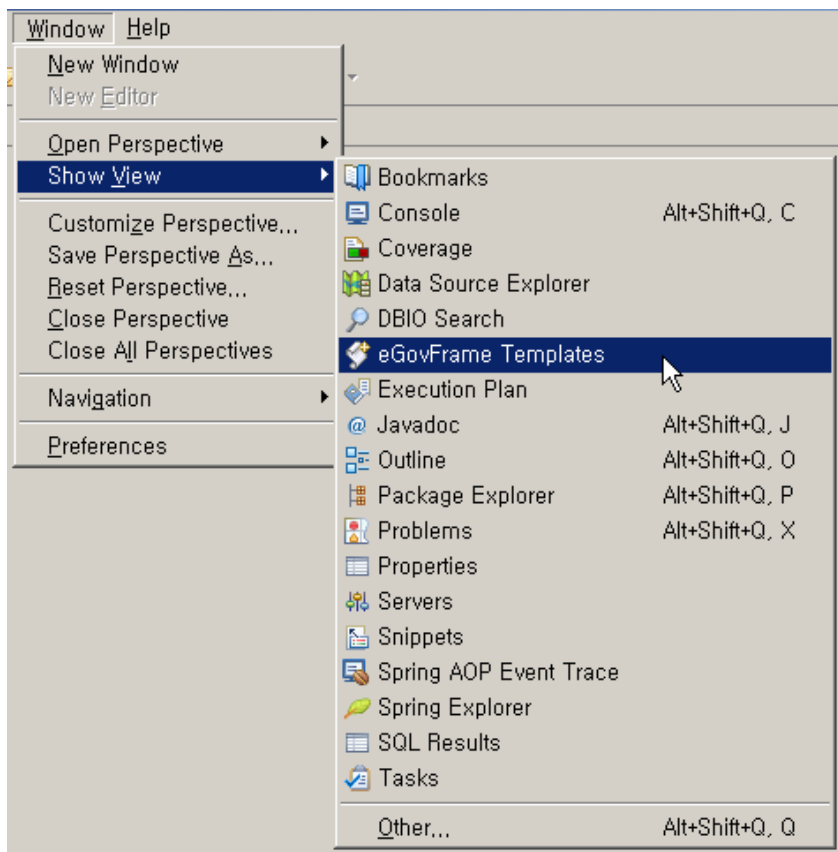 Window Help
New Window
New Editor
Open Perspective
Show View
Customize Perspective...
Save Perspective As...
Reset Perspective...
Close Perspective
Close All Perspectives
Navigation
Preferences
Bookmarks
Console Alt+Shift+Q, C
Coverage
Data Source Explorer
DBIO Search
eGovFrame Templates
Execution Plan
Javadoc Alt+Shift+Q, J
Outline Alt+Shift+Q, O
Package Explorer Alt+Shift+Q, P
Problems Alt+Shift+Q, X
Properties
Servers
Snippets
Spring AOP Event Trace
Spring Explorer
SQL Results
Tasks
Other... Alt+Shift+Q, Q